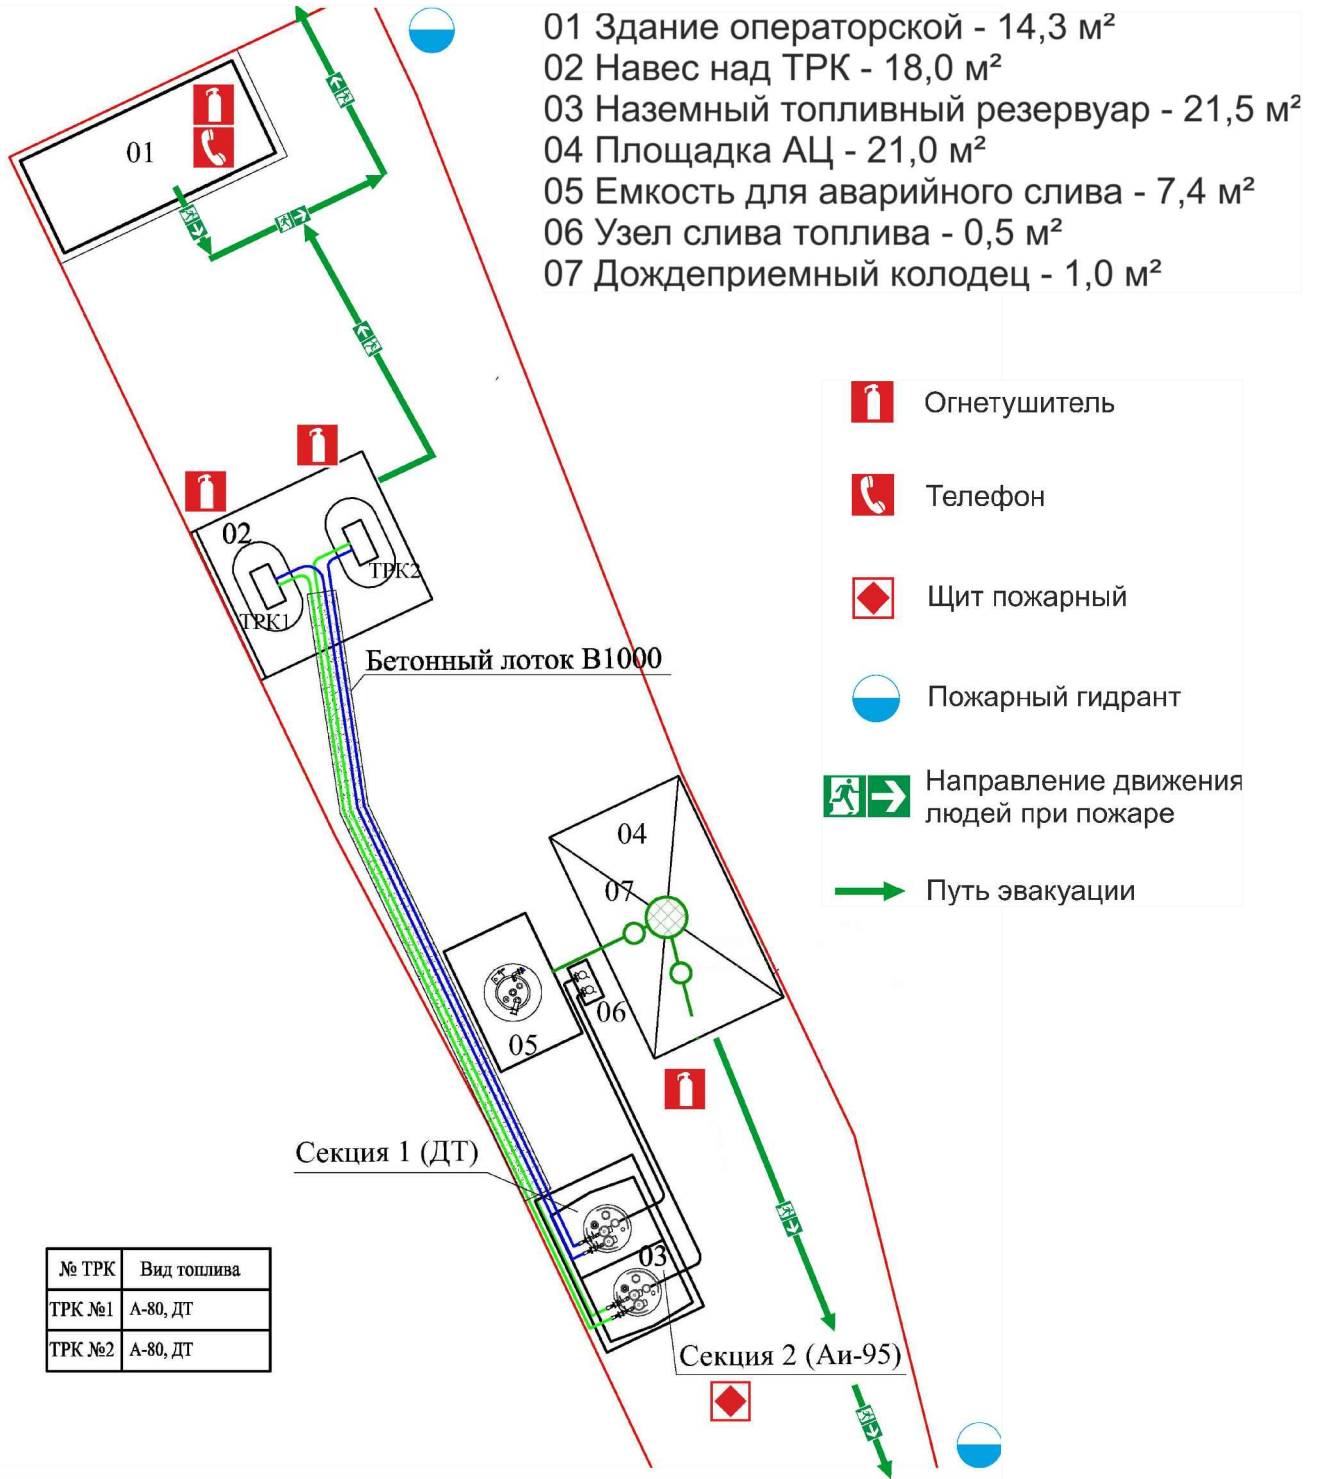 01 Здание операторской - 14,3 м²
02 Навес над ТРК - 18,0 м²
03 Наземный топливный резервуар - 21,5 м²
04 Площадка АЦ - 21,0 м²
05 Емкость для аварийного слива - 7,4 м²
06 Узел слива топлива - 0,5 м²
07 Дождеприемный колодец - 1,0 м²
01
Огнетушитель
Телефон
Щит пожарный
Пожарный гидрант
Направление движения
людей при пожаре
Путь эвакуации
02
ТРК2
ТРК1
Бетонный лоток В1000
04
07
06
05
Секция 1 (ДТ)
03
Секция 2 (Аи-95)
№ ТРК Вид топлива
ТРК №1 А-80, ДТ
ТРК №2 А-80, ДТ